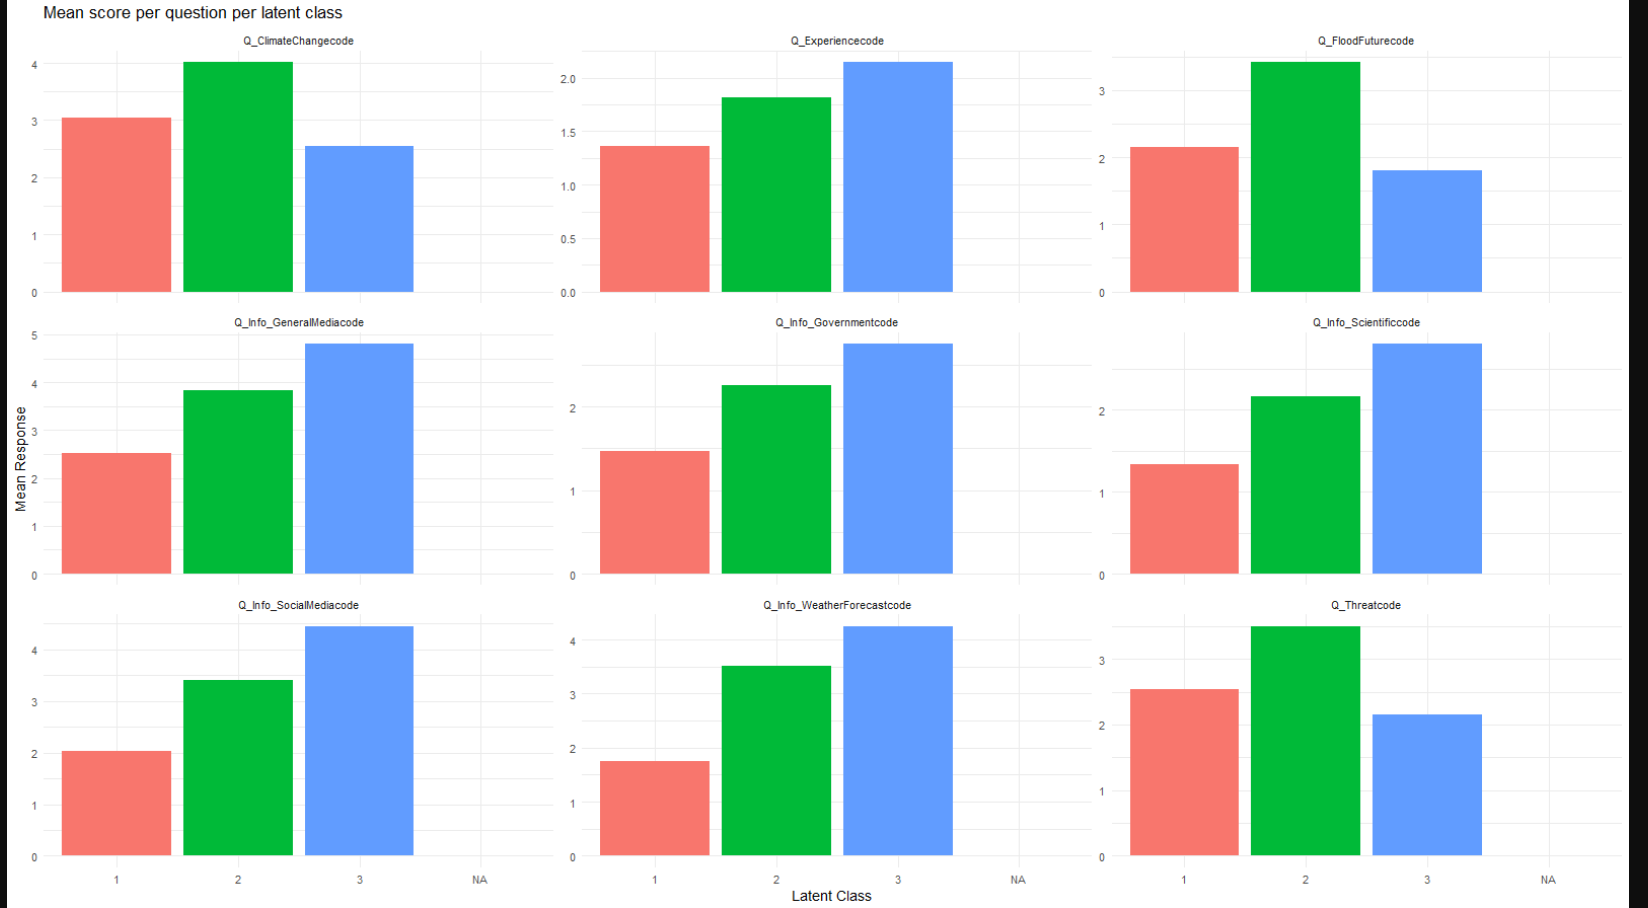 Mean score per question per latent class
Q_ClimateChangecode
Q_Experiencecode
Q_FloodFuturecode
4
3
2
1
0
2.0
1.5
1.0
0.5
0.0
3
2
1
0
Q_Info_GeneralMediacode
Q_Info_Governmentcode
Q_Info_Scientificcode
5
4
3
2
1
0
2
1
0
2
1
0
Mean Response
Q_Info_SocialMediacode
Q_Info_WeatherForecastcode
Q_Threatcode
4
3
2
1
0
4
3
2
1
0
3
2
1
0
1 2 3 NA
1 2 3 NA
1 2 3 NA
Latent Class